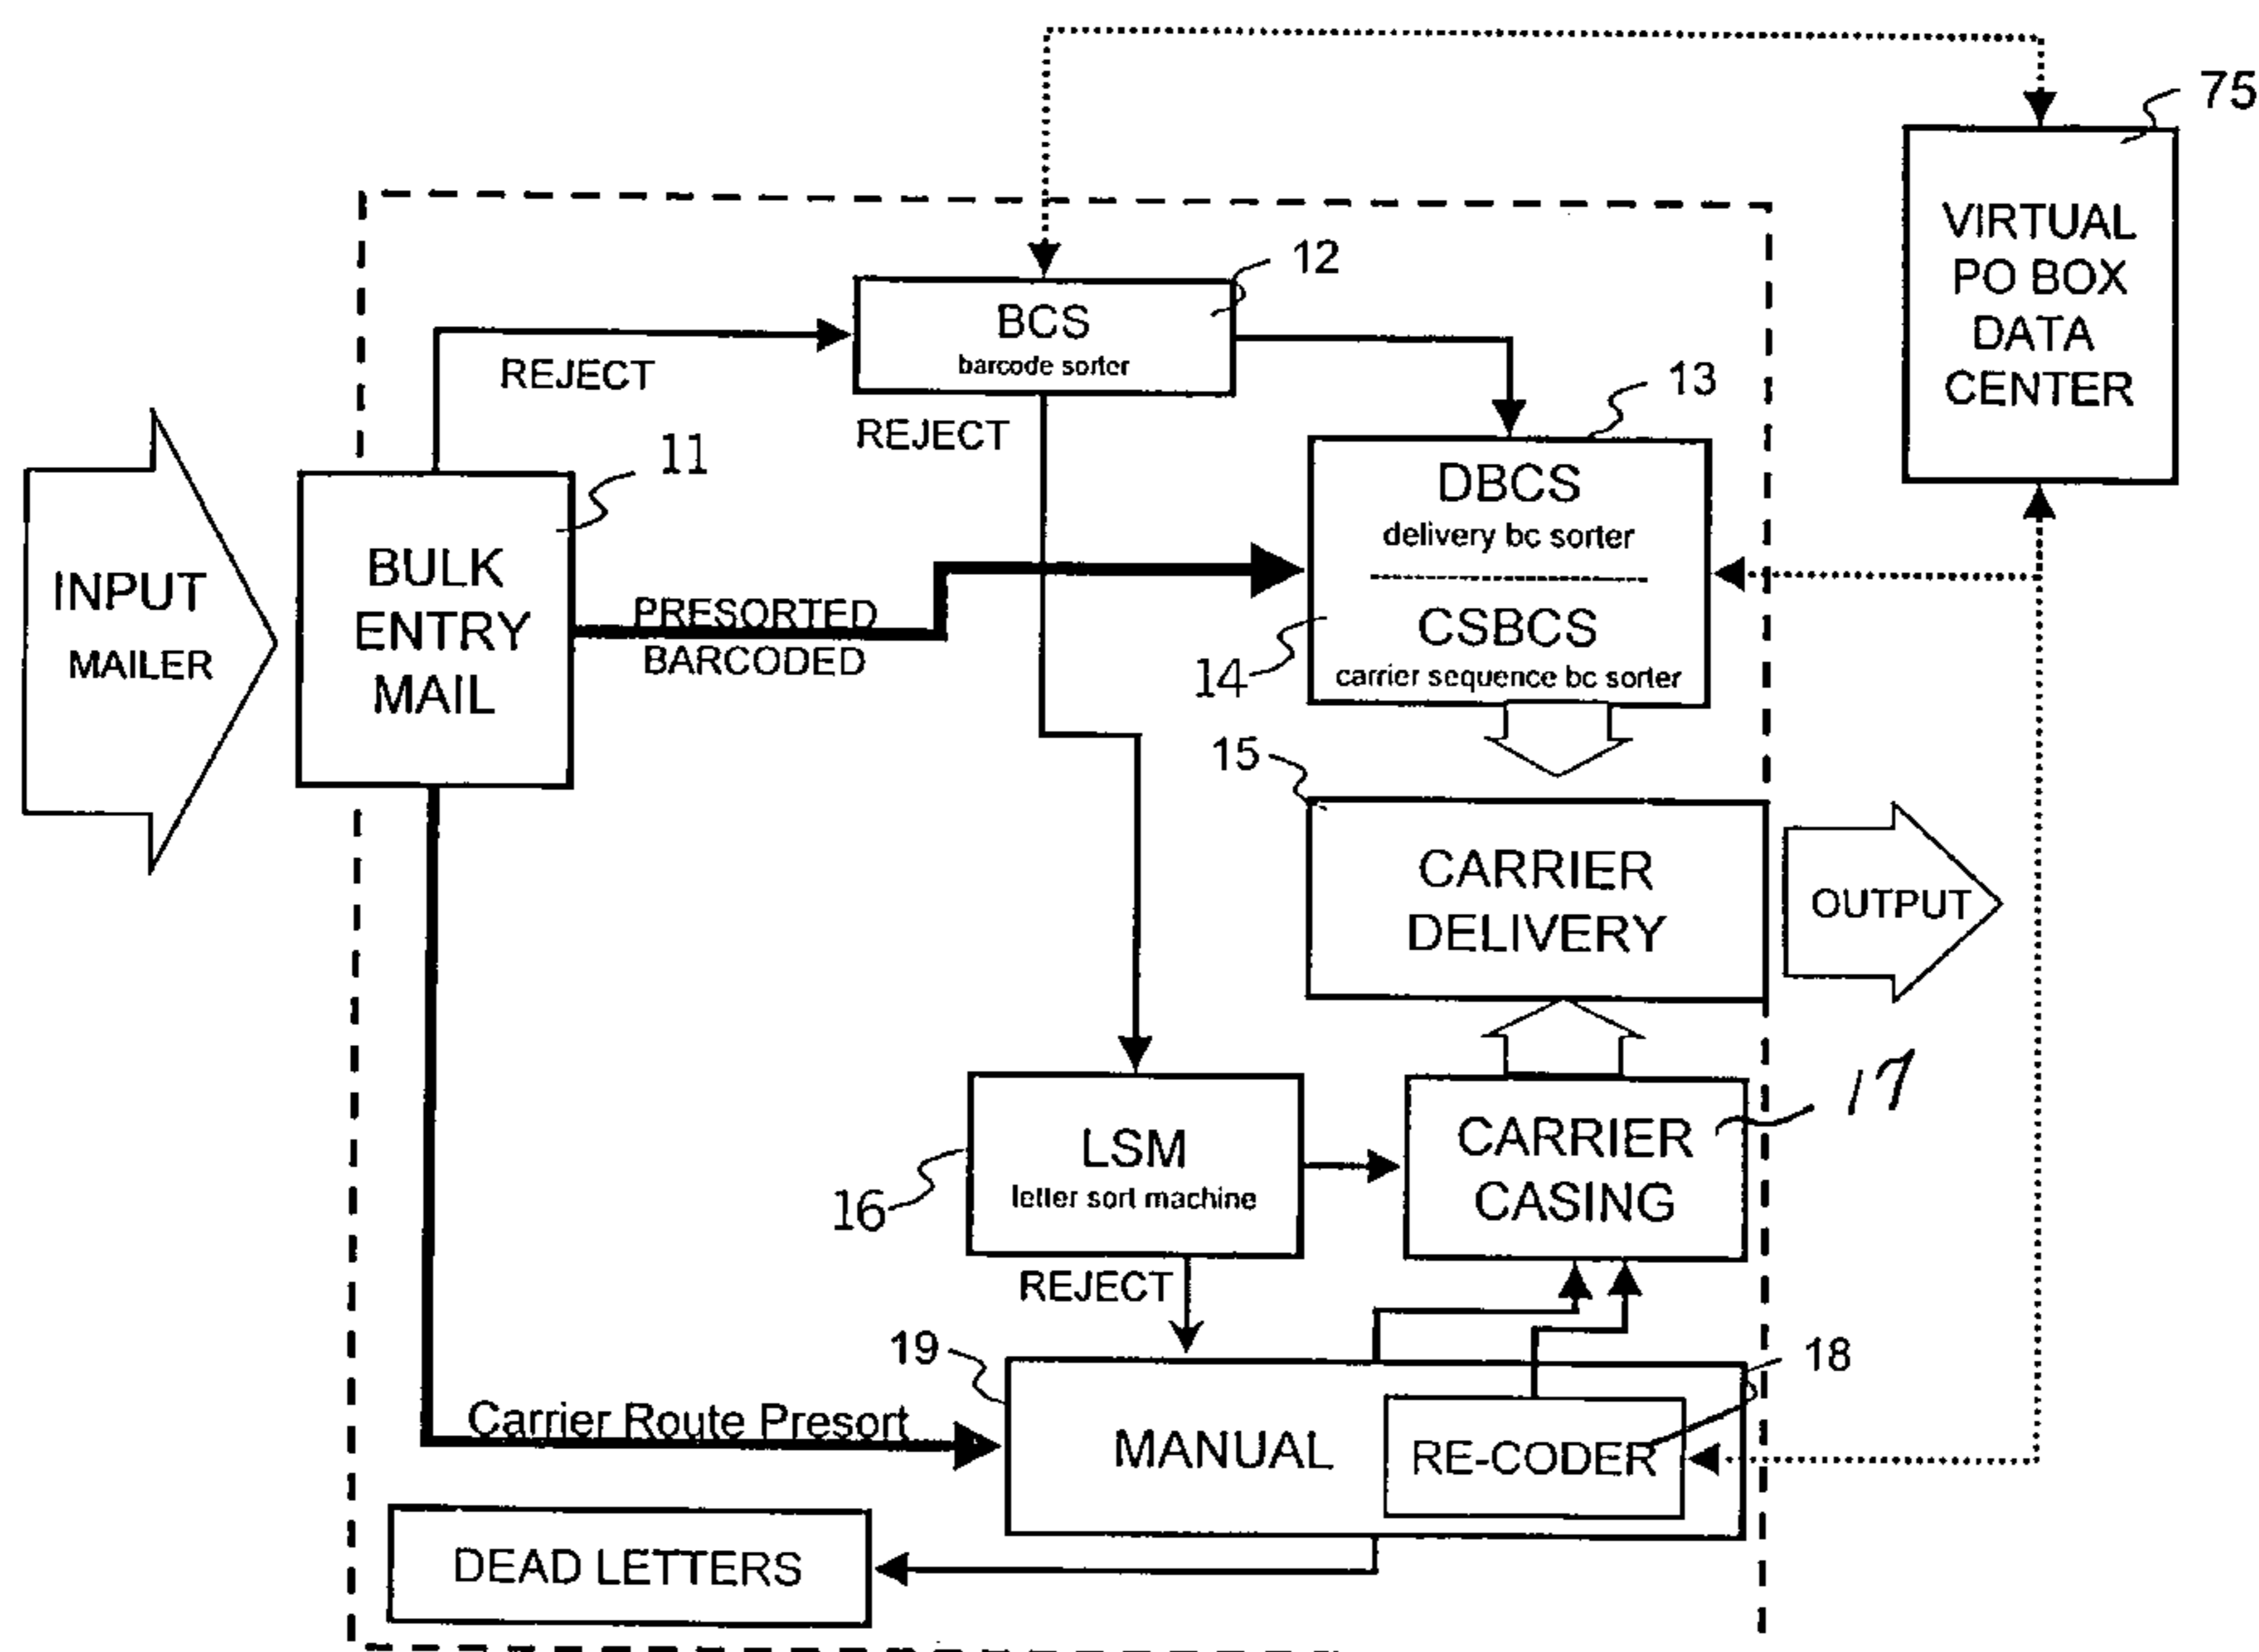 75
VIRTUAL
PO BOX
DATA
CENTER
12
BCS
barcode sorter
REJECT
13
REJECT
11
DBCS
delivery bc sorter
CSBCS
carrier sequence bc sorter
14
INPUT
MAILER
BULK
ENTRY
MAIL
PRESORTED
BARCODED
15
CARRIER
DELIVERY
OUTPUT
17
LSM
letter sort machine
16
CARRIER
CASING
REJECT
19
18
Carrier Route Presort
MANUAL
RE-CODER
DEAD LETTERS